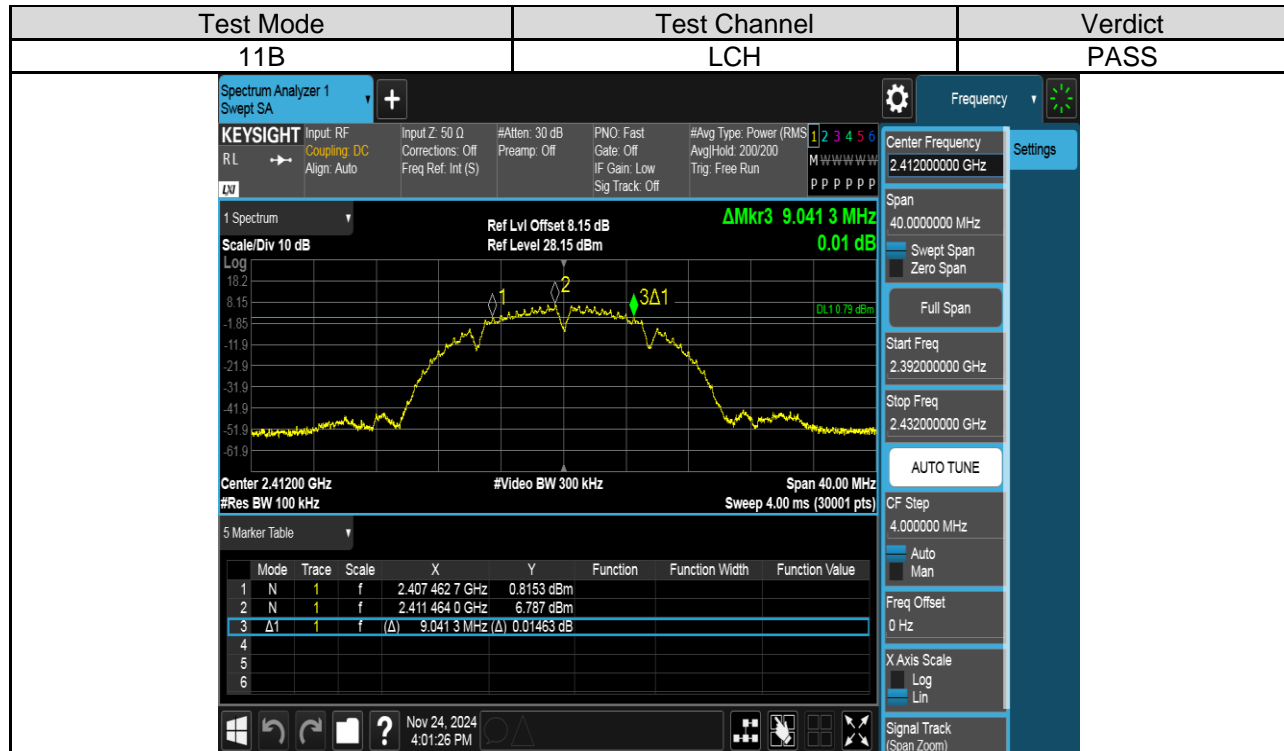 Test Mode Test Channel Verdict
11B LCH PASS
Spectrum Analyzer 1
Swept SA
+
Frequency
KEYSIGHT
RL
LXI
Input: RF
Coupling: DC
Align: Auto
Input Z: 50 Ω
Corrections: Off
Freq Ref: Int (S)
#Atten: 30 dB
Preamp: Off
PNO: Fast
Gate: Off
IF Gain: Low
Sig Track: Off
#Avg Type: Power (RMS
Avg|Hold: 200/200
Trig: Free Run
1 2 3 4 5 6
M W W W W W
P P P P P P
1 Spectrum
Scale/Div 10 dB
Ref Lvl Offset 8.15 dB
Ref Level 28.15 dBm
ΔMkr3 9.041 3 MHz
0.01 dB
Log
18.2
8.15
-1.85
-11.9
-21.9
-31.9
-41.9
-51.9
-61.9
1
2
3Δ1
DL1 0.79 dBm
Center 2.41200 GHz #Video BW 300 kHz Span 40.00 MHz
#Res BW 100 kHz Sweep 4.00 ms (30001 pts)
5 Marker Table
Mode Trace Scale X Y Function Function Width Function Value
1 N 1 f 2.407 462 7 GHz 0.8153 dBm
2 N 1 f 2.411 464 0 GHz 6.787 dBm
3 Δ1 1 f (Δ) 9.041 3 MHz (Δ) 0.01463 dB
4
5
6
?
Nov 24, 2024
4:01:26 PM
Center Frequency
2.412000000 GHz
Settings
Span
40.0000000 MHz
Swept Span
Zero Span
Full Span
Start Freq
2.392000000 GHz
Stop Freq
2.432000000 GHz
AUTO TUNE
CF Step
4.000000 MHz
Auto
Man
Freq Offset
0 Hz
X Axis Scale
Log
Lin
Signal Track
(Span Zoom)